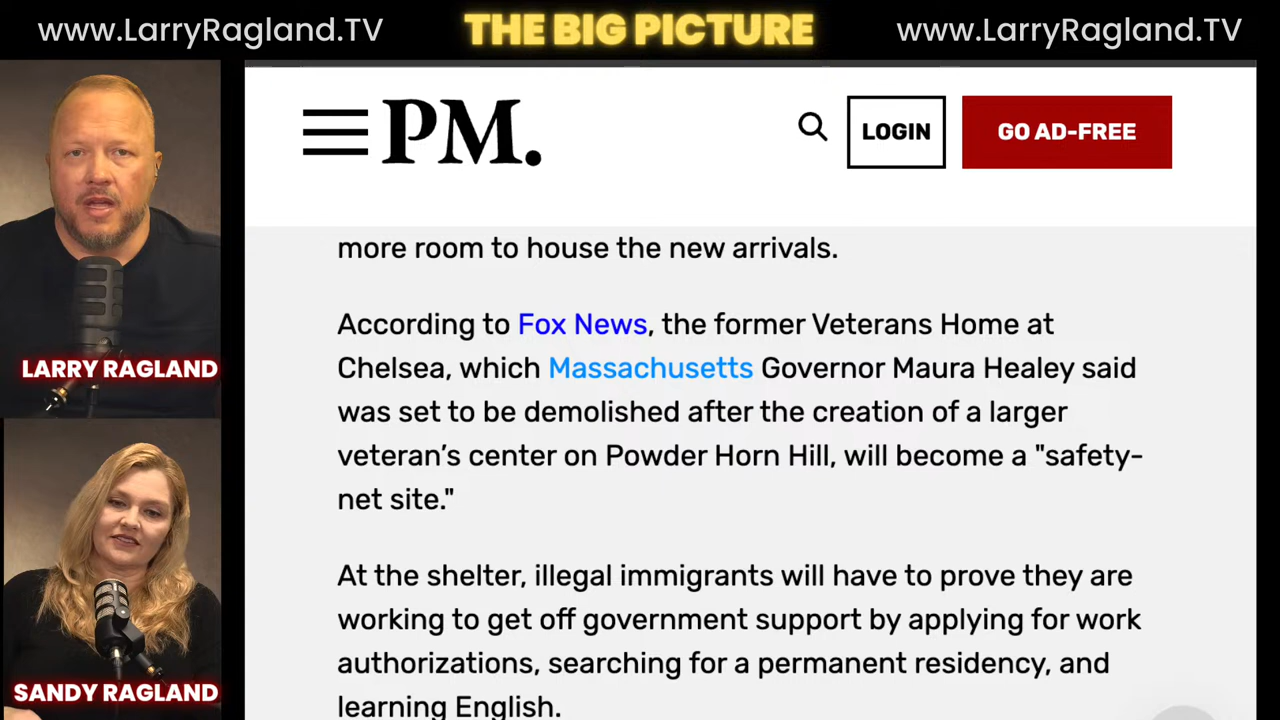 www.LarryRagland.TV
THE BIG PICTURE
www.LarryRagland.TV
PM.
LOGIN
GO AD-FREE
more room to house the new arrivals.
According to Fox News, the former Veterans Home at
Chelsea, which Massachusetts Governor Maura Healey said
was set to be demolished after the creation of a larger
veteran’s center on Powder Horn Hill, will become a "safety-
net site."
At the shelter, illegal immigrants will have to prove they are
working to get off government support by applying for work
authorizations, searching for a permanent residency, and
learning English.
LARRY RAGLAND
SANDY RAGLAND